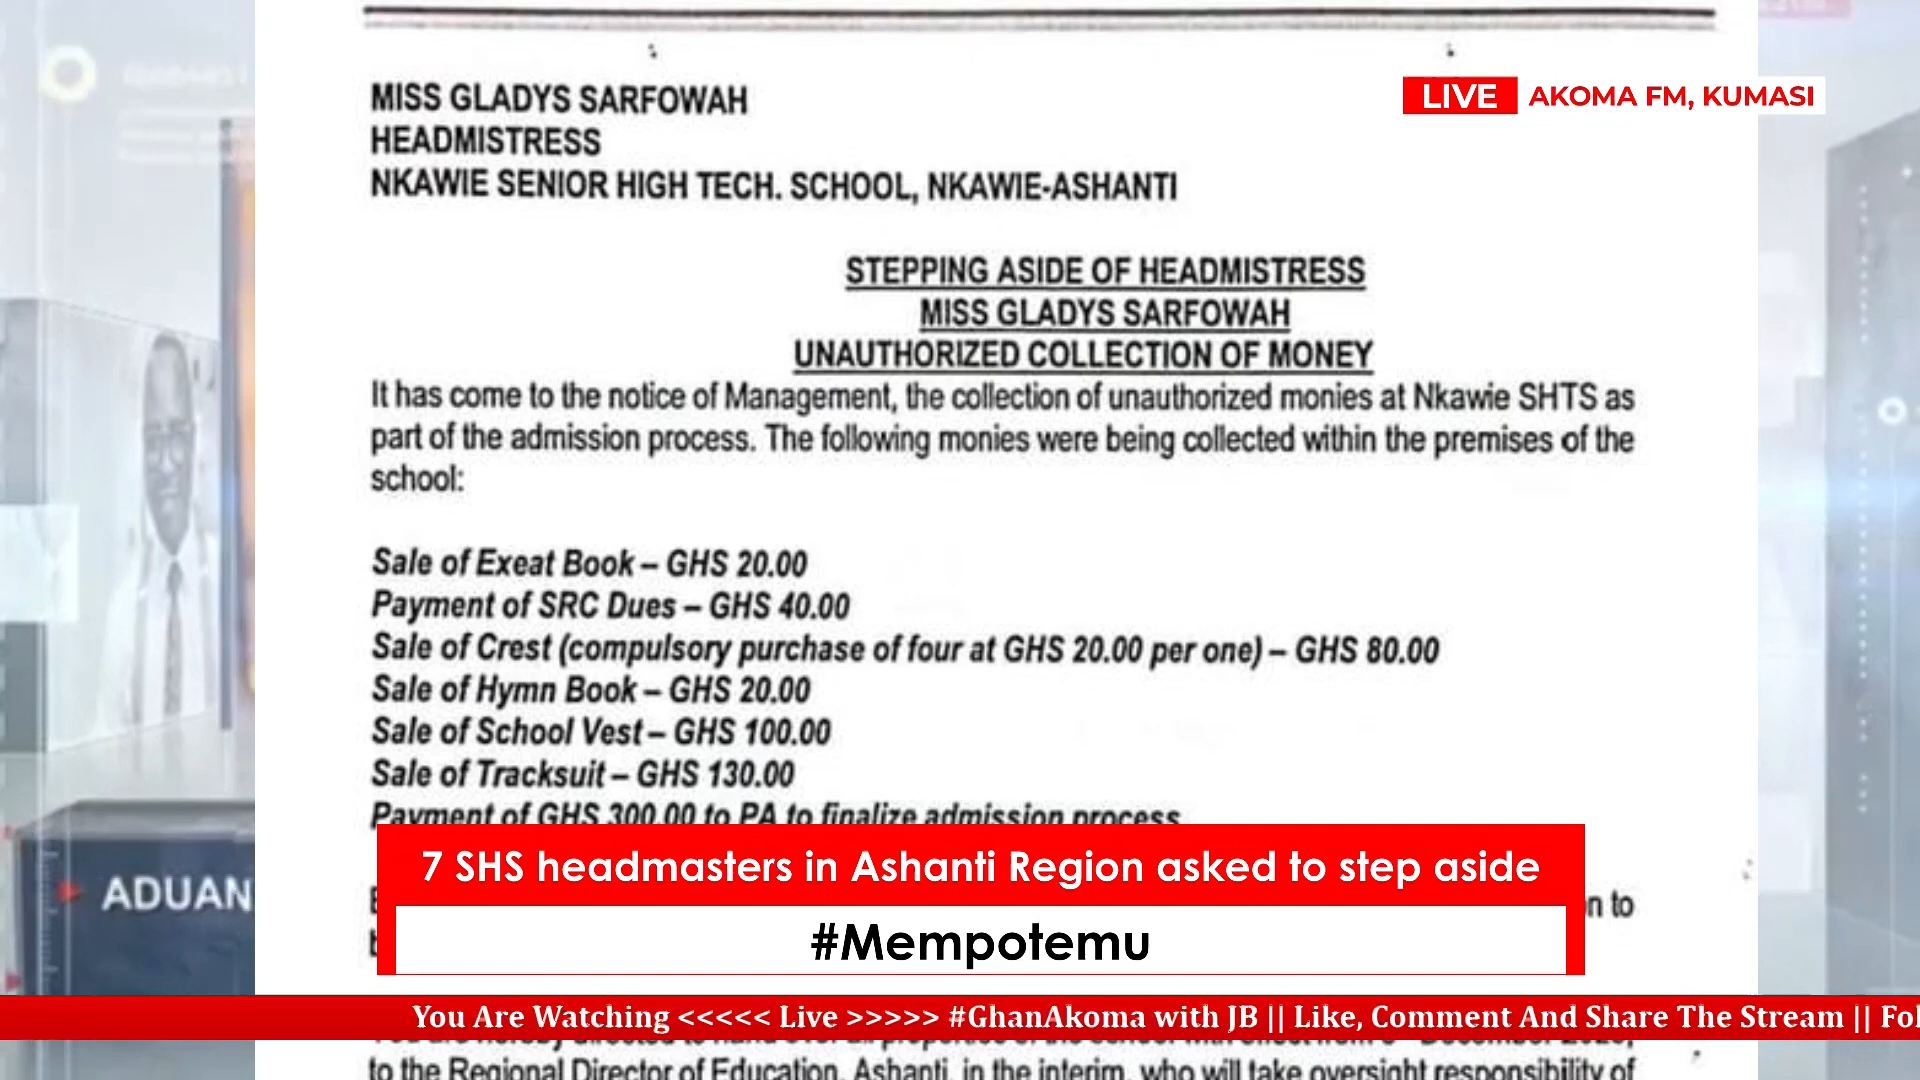 LIVE AKOMA FM, KUMASI
MISS GLADYS SARFOWAH
HEADMISTRESS
NKAWIE SENIOR HIGH TECH. SCHOOL, NKAWIE-ASHANTI
STEPPING ASIDE OF HEADMISTRESS
MISS GLADYS SARFOWAH
UNAUTHORIZED COLLECTION OF MONEY
It has come to the notice of Management, the collection of unauthorized monies at Nkawie SHTS as
part of the admission process. The following monies were being collected within the premises of the
school:
Sale of Exeat Book – GHS 20.00
Payment of SRC Dues – GHS 40.00
Sale of Crest (compulsory purchase of four at GHS 20.00 per one) – GHS 80.00
Sale of Hymn Book – GHS 20.00
Sale of School Vest – GHS 100.00
Sale of Tracksuit – GHS 130.00
Payment of GHS 300.00 to PA to finalize admission process
7 SHS headmasters in Ashanti Region asked to step aside
ADUAN
to
#Mempotemu
You Are Watching <<<<< Live >>>>> #GhanAkoma with JB || Like, Comment And Share The Stream || Fol
to the Regional Director of Education, Ashanti, in the interim, who will take oversight responsibility of